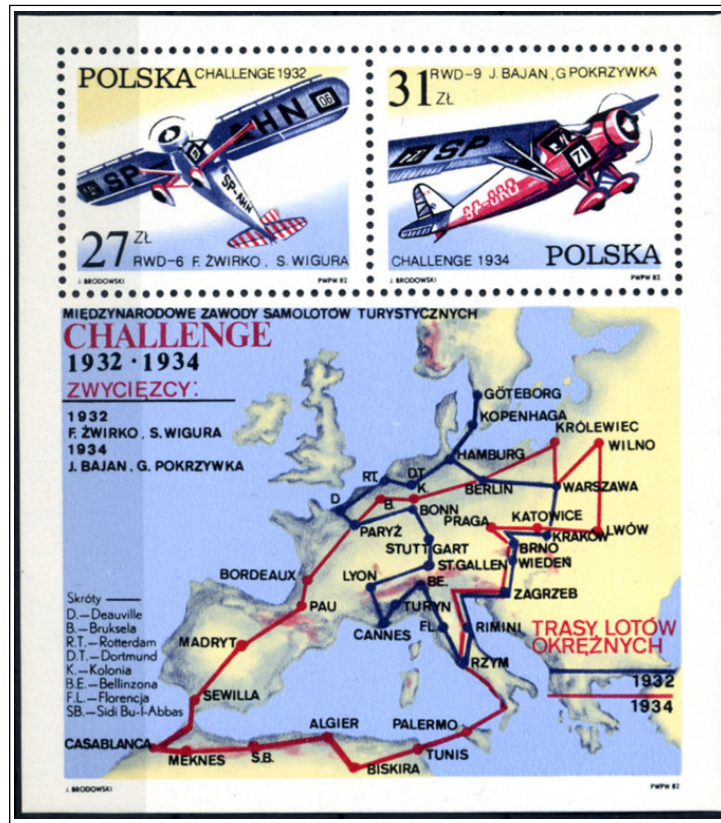 POLSKA CHALLENGE 1932
HN 06
SP-
SP-AHN
27 ZŁ
RWD-6 F. ŻWIRKO, S. WIGURA
J. BRODOWSKI PWPW 82
31 ZŁ RWD-9 J. BAJAN, G POKRZYWKA
SP
71
CHALLENGE 1934 POLSKA
J. BRODOWSKI PWPW 82
MIĘDZYNARODOWE ZAWODY SAMOLOTÓW TURYSTYCZNYCH
CHALLENGE
1932 · 1934
ZWYCIĘZCY:
1932
F. ŻWIRKO, S. WIGURA
1934
J. BAJAN, G. POKRZYWKA
GÖTEBORG
KOPENHAGA
KRÓLEWIEC
WILNO
HAMBURG
R.T. D.T.
K. BERLIN WARSZAWA
D. B. BONN
PARYŻ PRAGA KATOWICE LWÓW
KRAKÓW
STUTTGART BRNO
ST.GALLEN WIEDEŃ
BORDEAUX LYON BE.
ZAGRZEB
PAU TURYN
CANNES F.L. RIMINI
MADRYT
RZYM
SEWILLA
PALERMO
CASABLANCA ALGIER
MEKNES S.B. TUNIS
BISKIRA
Skróty
D.—Deauville
B.—Bruksela
R.T.—Rotterdam
D.T.—Dortmund
K.—Kolonia
B.E.—Bellinzona
F.L.—Florencja
SB.—Sidi Bu-l-Abbas
TRASY LOTÓW
OKRĘŻNYCH
1932
1934
J. BRODOWSKI PWPW 82